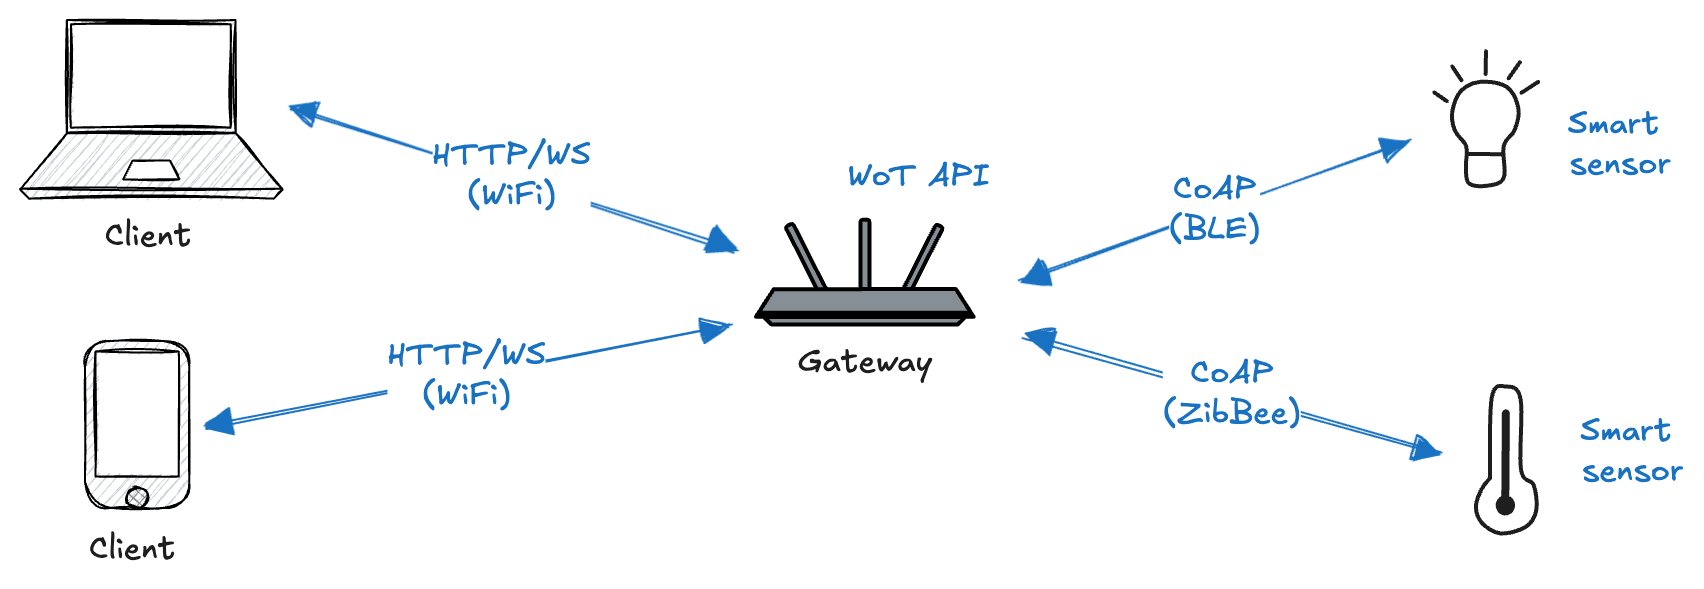 Client
HTTP/WS
(WiFi)
WoT API
Gateway
CoAP
(BLE)
Smart
sensor
HTTP/WS
(WiFi)
Client
CoAP
(ZibBee)
Smart
sensor